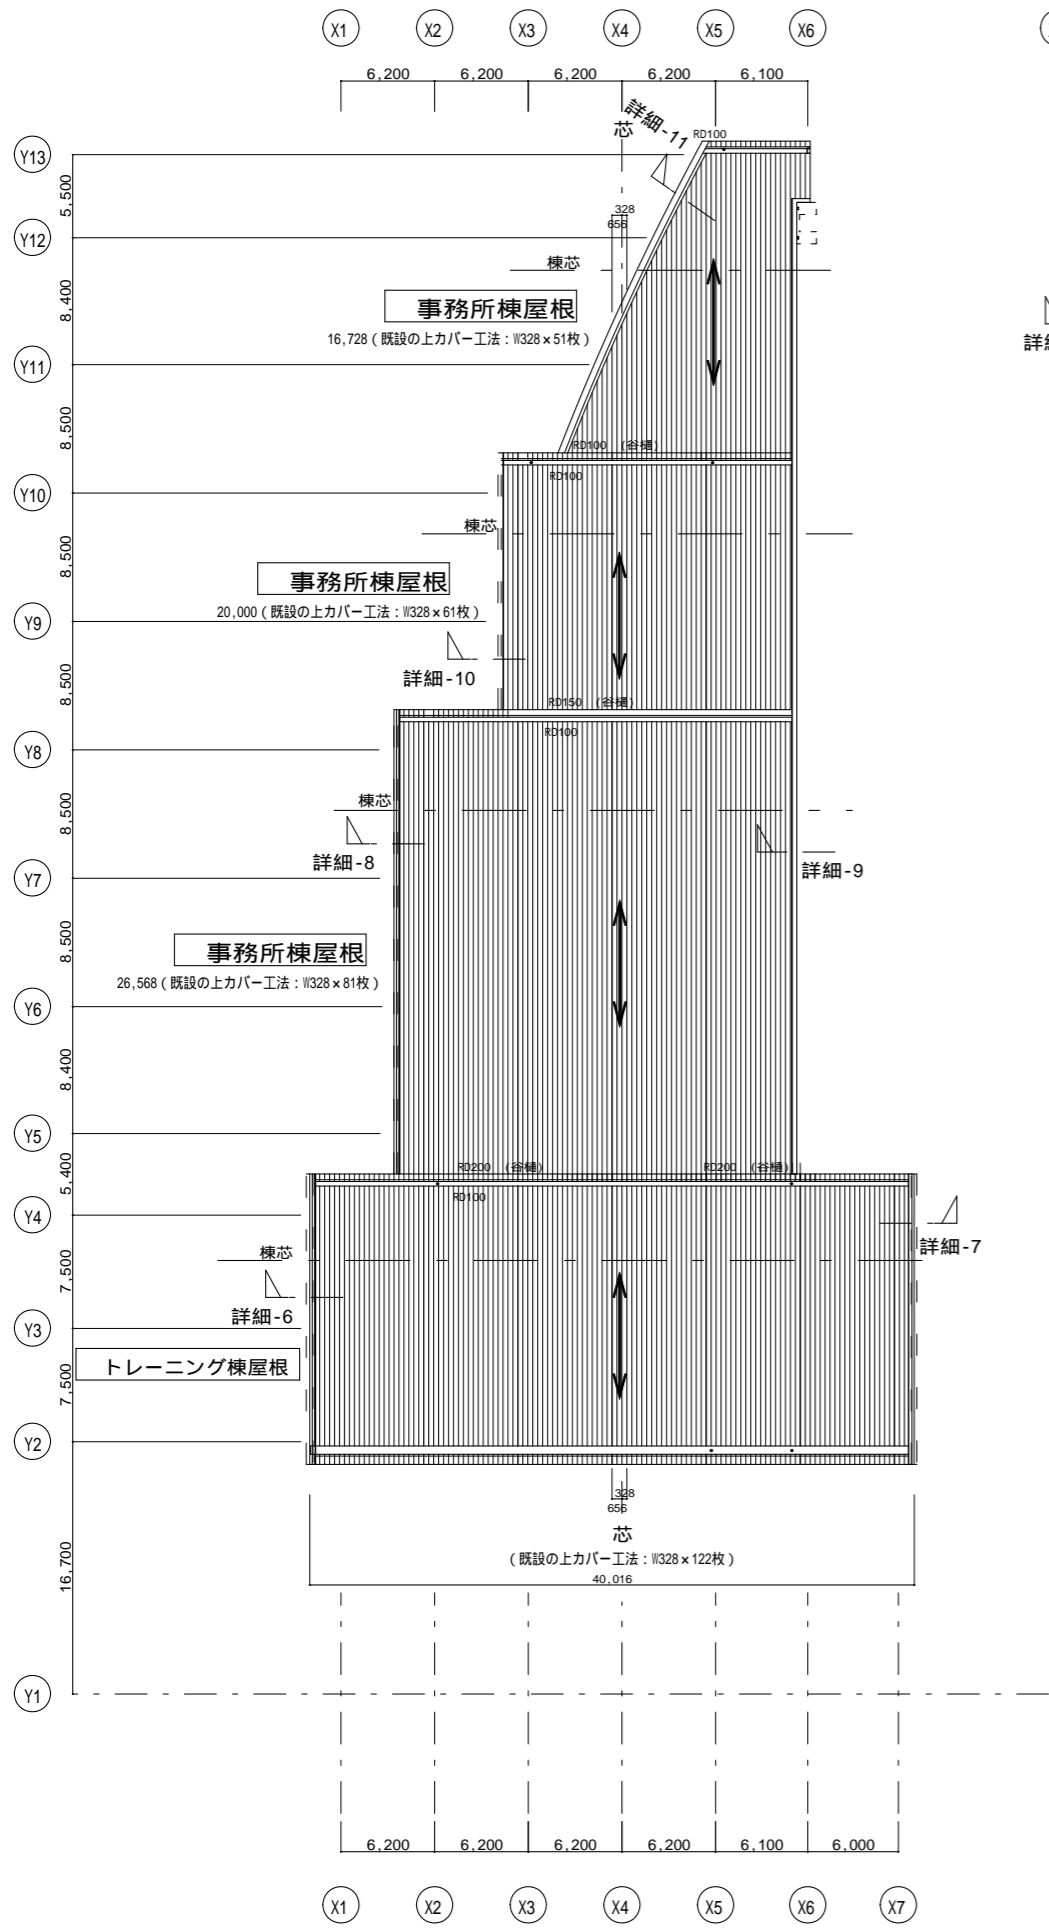 X1 X2 X3 X4 X5 X6
6,200 6,200 6,200 6,200 6,100
芯
詳細-11
RD100
Y13
5,500
328
656
Y12
棟芯
8,400
事務所棟屋根
16,728(既設の上カバー工法:W328×51枚)
Y11
8,500
RD100 (谷樋)
RD100
Y10
棟芯
8,500
事務所棟屋根
20,000(既設の上カバー工法:W328×61枚)
Y9
詳細-10
8,500
RD150 (谷樋)
RD100
Y8
棟芯
8,500
詳細-8
詳細-9
Y7
8,500
事務所棟屋根
26,568(既設の上カバー工法:W328×81枚)
Y6
8,400
Y5
5,400
RD200 (谷樋) RD200 (谷樋)
RD100
Y4
詳細-7
棟芯
7,500
詳細-6
Y3
トレーニング棟屋根
7,500
Y2
328
656
芯
(既設の上カバー工法:W328×122枚)
40,016
16,700
Y1
6,200 6,200 6,200 6,200 6,100 6,000
X1 X2 X3 X4 X5 X6 X7